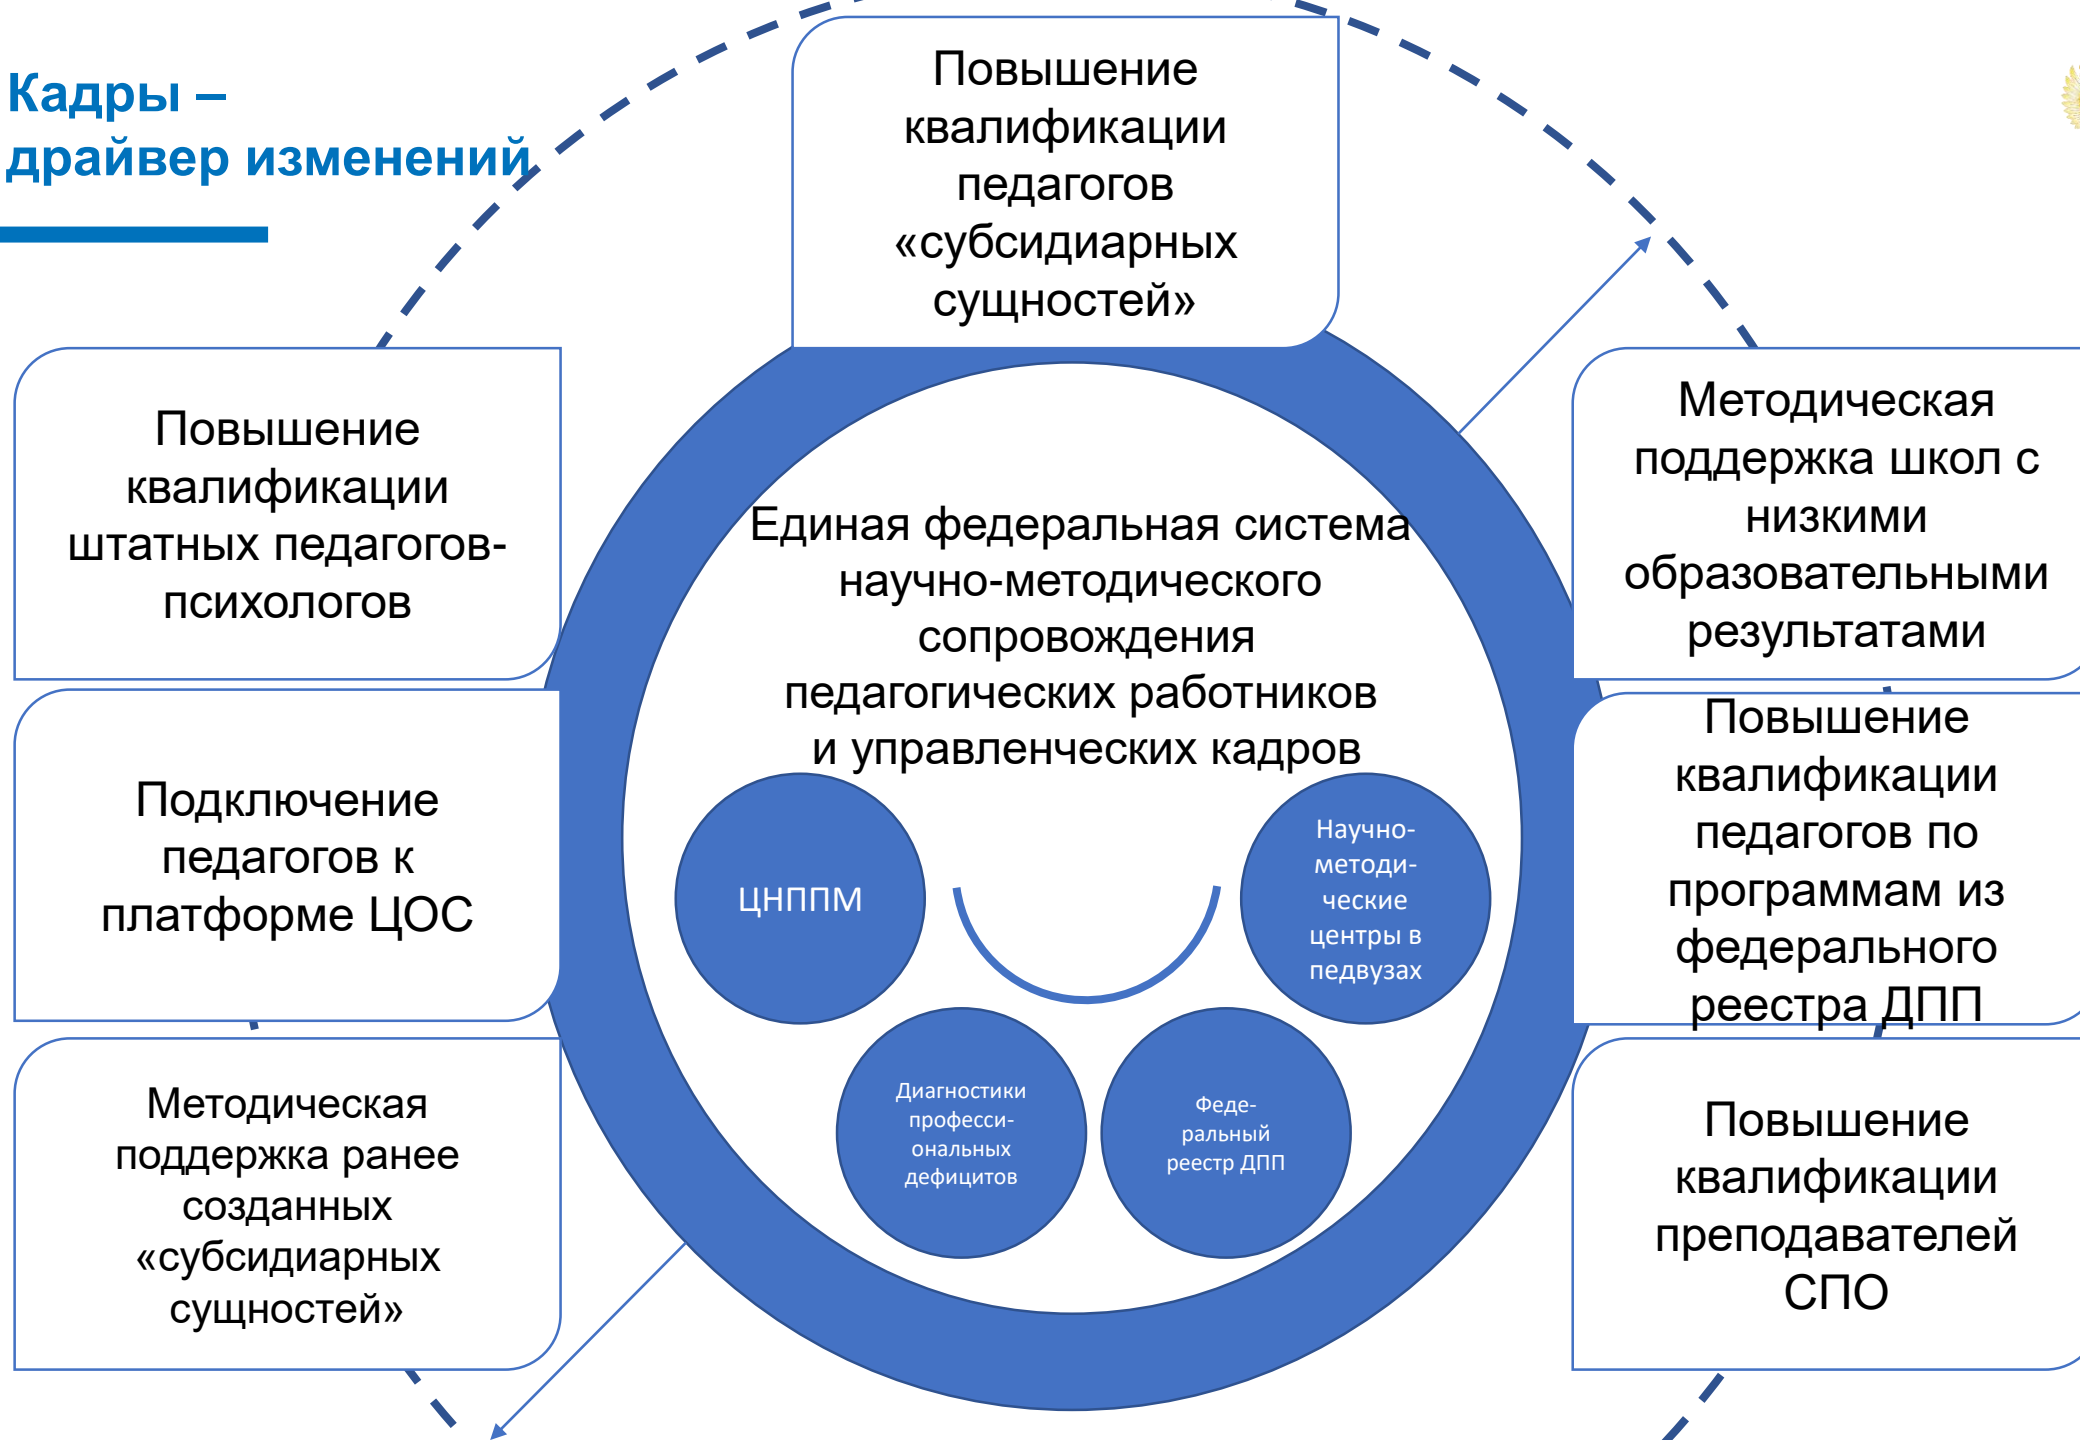 Кадры –
драйвер изменений
Повышение
квалификации
педагогов
«субсидиарных
сущностей»
Повышение
квалификации
штатных педагогов-
психологов
Подключение
педагогов к
платформе ЦОС
Методическая
поддержка ранее
созданных
«субсидиарных
сущностей»
Единая федеральная система
научно-методического
сопровождения
педагогических работников
и управленческих кадров
ЦНППМ
Диагностики
професси-
ональных
дефицитов
Феде-
ральный
реестр ДПП
Научно-
методи-
ческие
центры в
педвузах
Методическая
поддержка школ с
низкими
образовательными
результатами
Повышение
квалификации
педагогов по
программам из
федерального
реестра ДПП
Повышение
квалификации
преподавателей
СПО